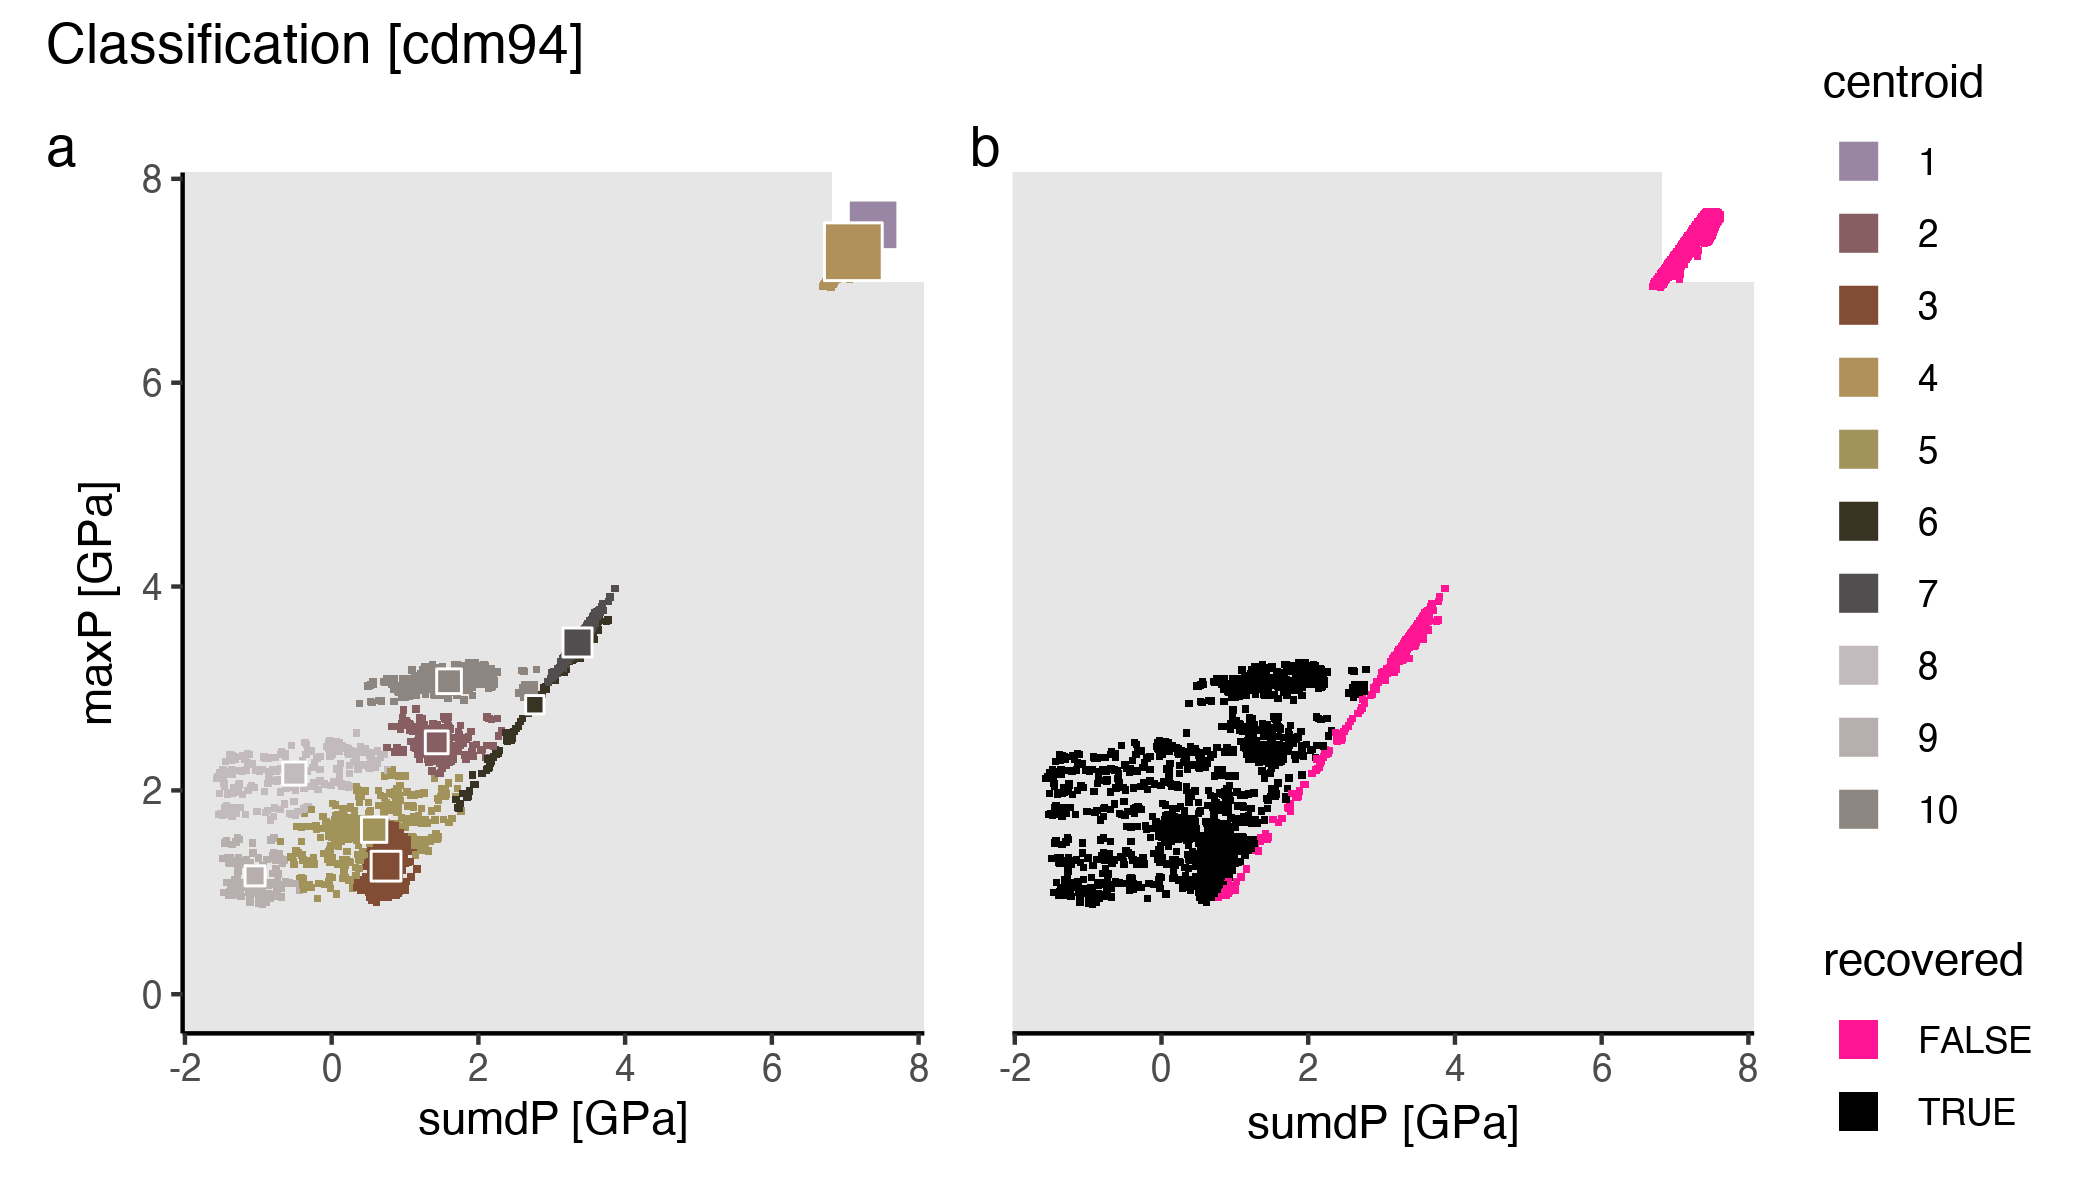 Classification [cdm94]
a
b
maxP [GPa]
8
6
4
2
0
-2 0 2 4 6 8
sumdP [GPa]
-2 0 2 4 6 8
sumdP [GPa]
centroid
1
2
3
4
5
6
7
8
9
10
recovered
FALSE
TRUE